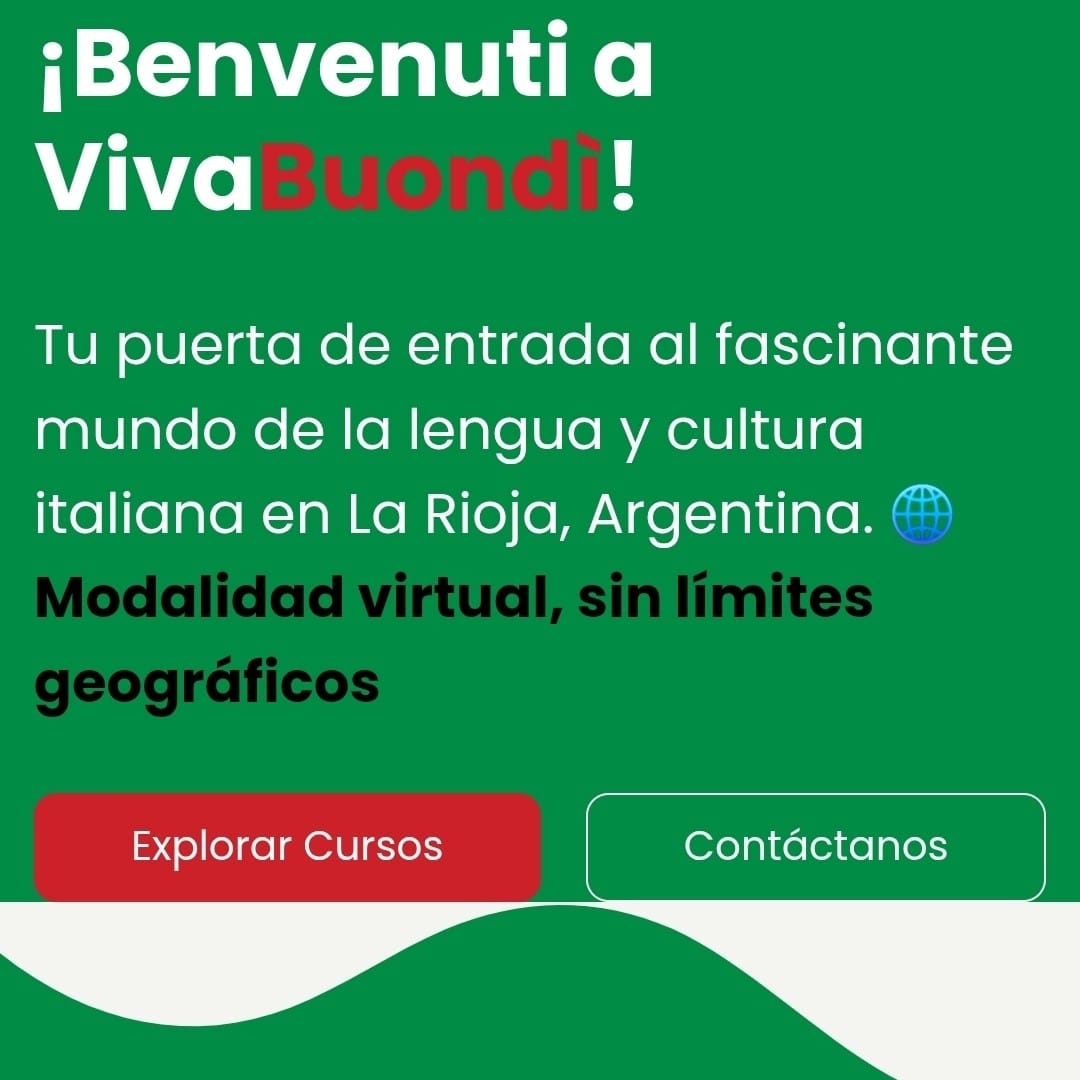 ¡Benvenuti a
VivaBuondì!
Tu puerta de entrada al fascinante
mundo de la lengua y cultura
italiana en La Rioja, Argentina. 🌐
Modalidad virtual, sin límites
geográficos
Explorar Cursos
Contáctanos